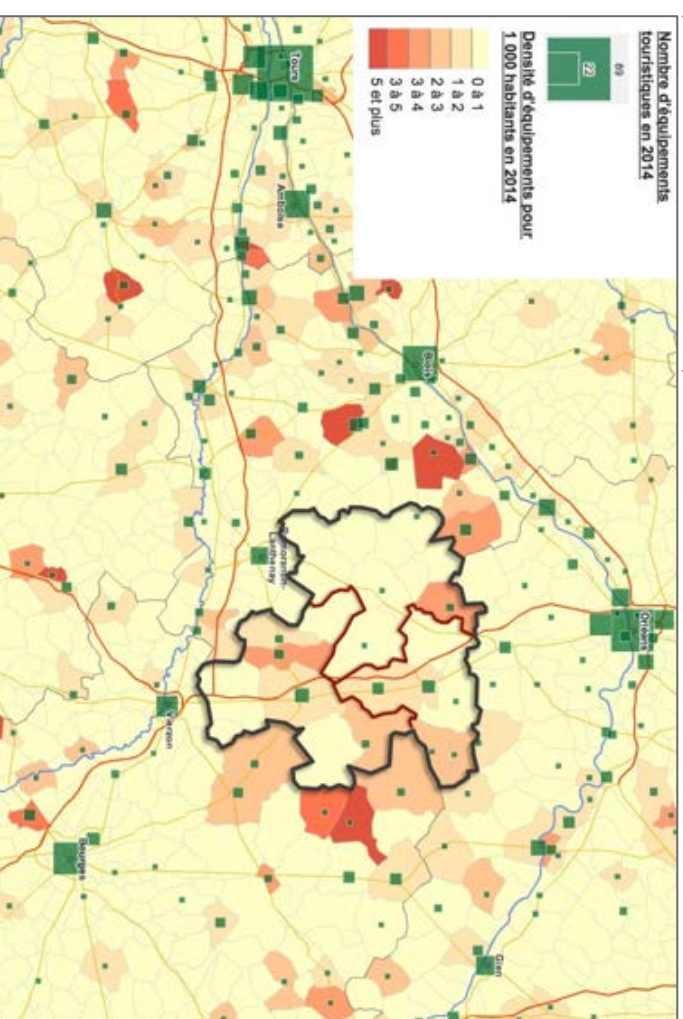 Nombre d'équipements
touristiques en 2014
69
22
Densité d'équipements pour
1 000 habitants en 2014
0 à 1
1 à 2
2 à 3
3 à 4
3 à 5
5 et plus
Tours
Amboise
Blois
Orléans
Romorantin-
Lanthenay
Vierzon
Bourges
Gien